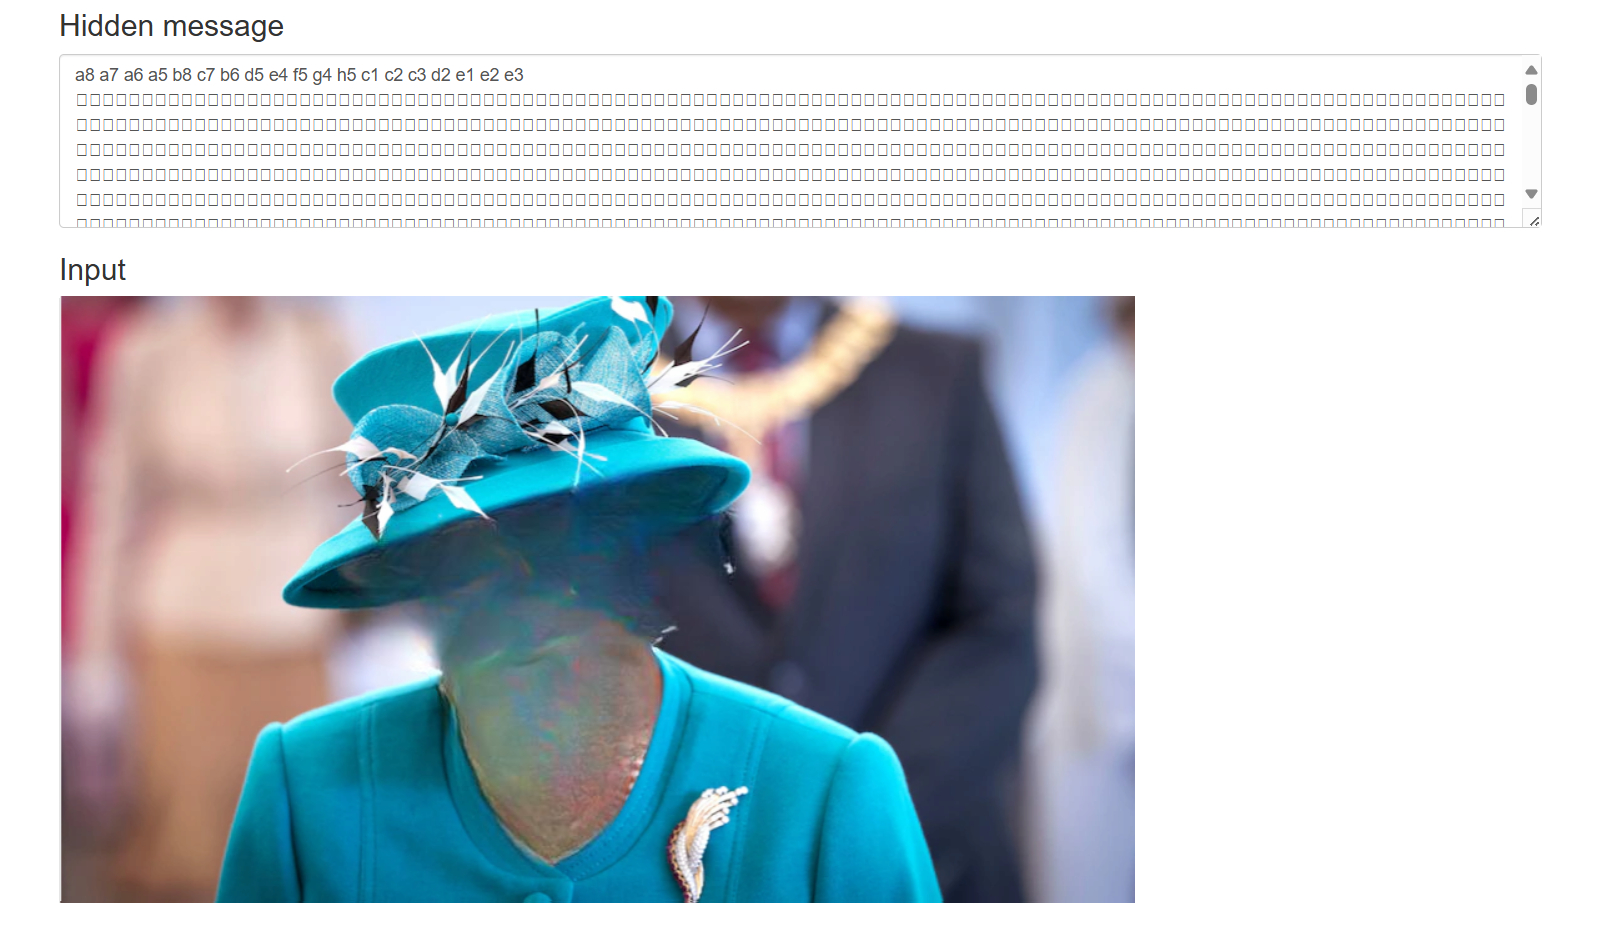 Hidden message
a8 a7 a6 a5 b8 c7 b6 d5 e4 f5 g4 h5 c1 c2 c3 d2 e1 e2 e3
Input